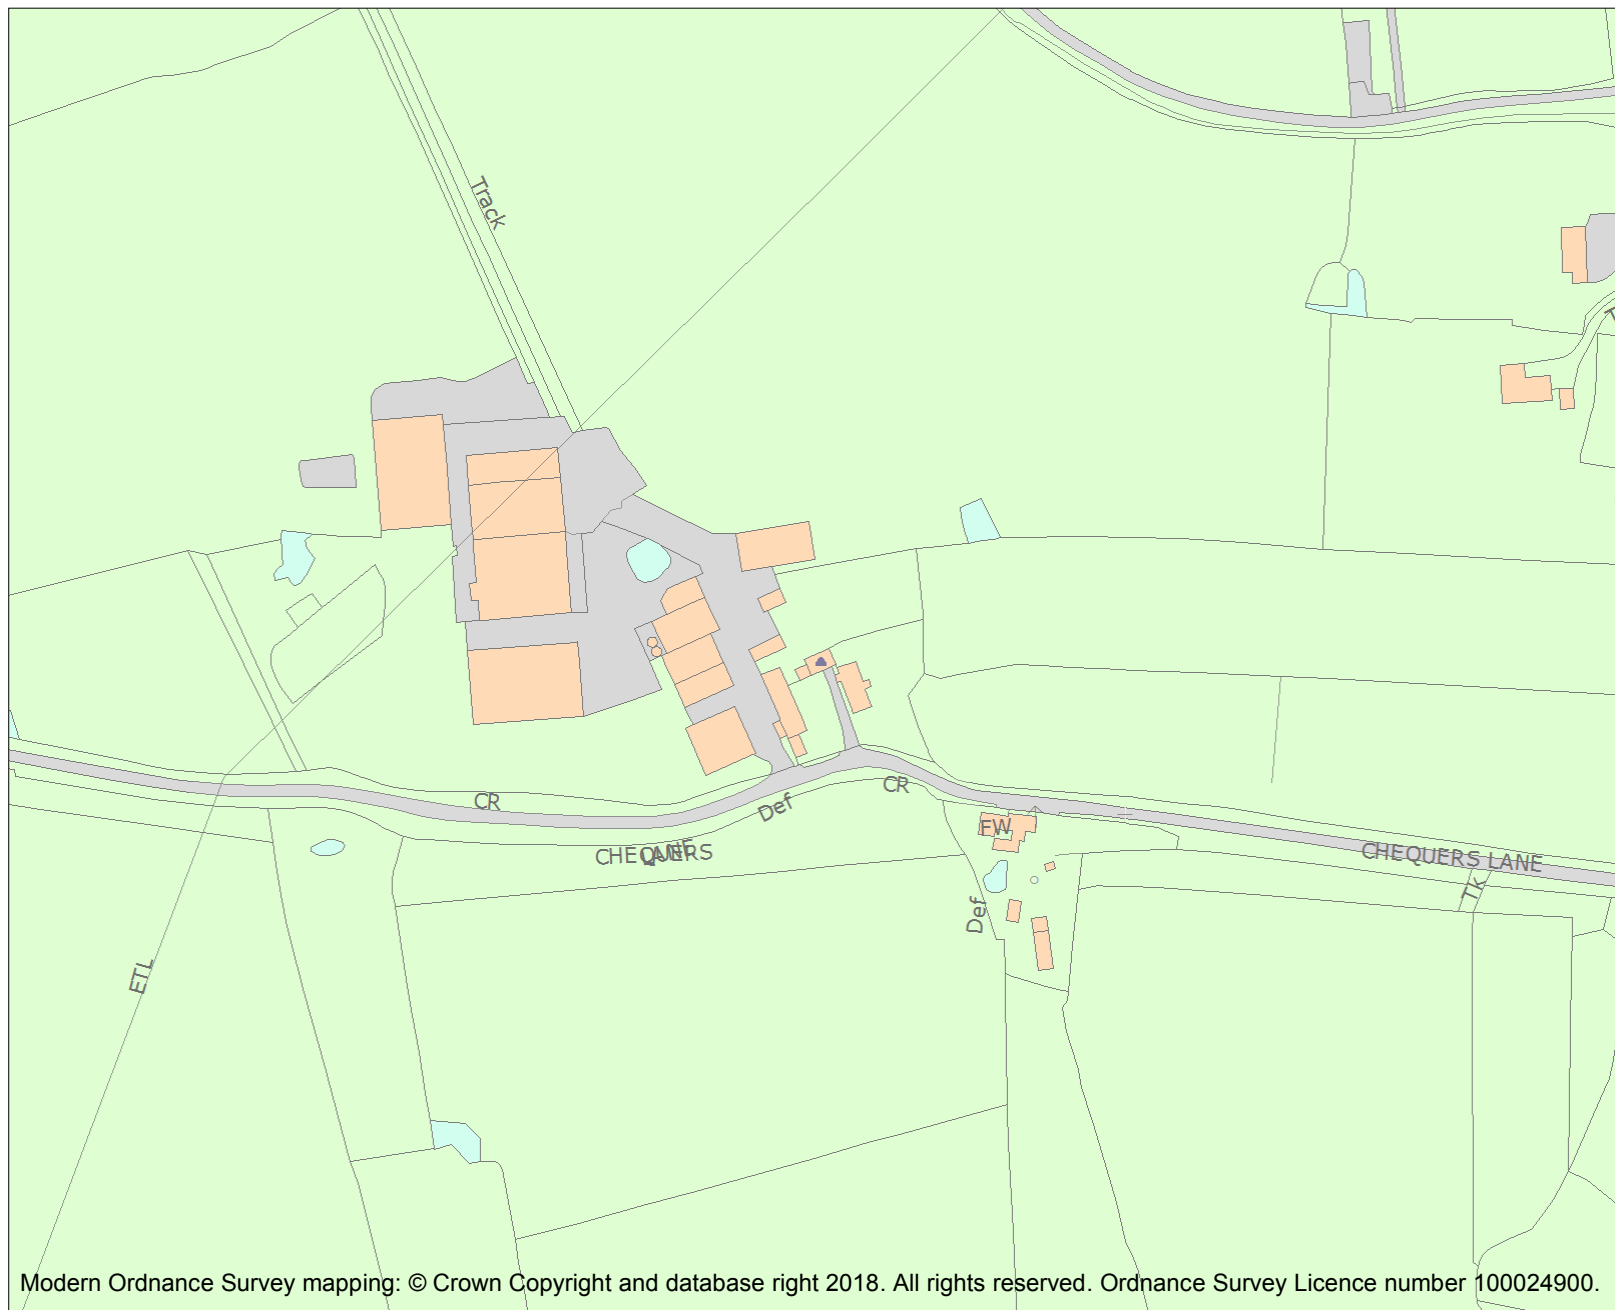 Track
T
CR
CR
Def
CHEQUERS
LANE
FW
CHEQUERS LANE
Tk
Def
ETL
Modern Ordnance Survey mapping: © Crown Copyright and database right 2018. All rights reserved. Ordnance Survey Licence number 100024900.